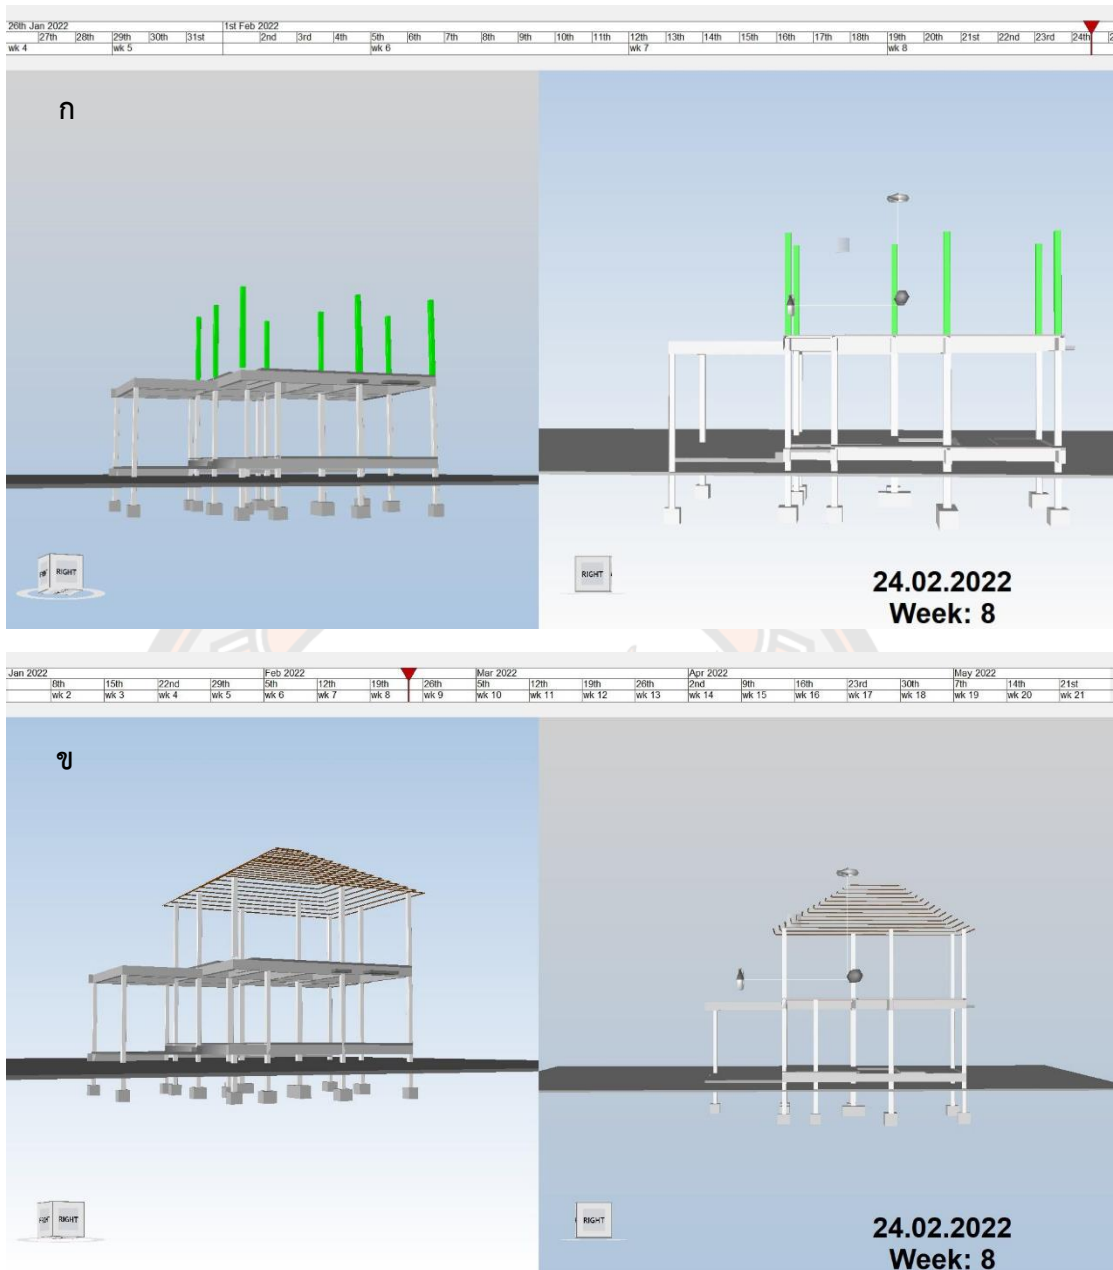 26th Jan 2022 1st Feb 2022
27th 28th 29th 30th 31st 2nd 3rd 4th 5th 6th 7th 8th 9th 10th 11th 12th 13th 14th 15th 16th 17th 18th 19th 20th 21st 22nd 23rd 24th
wk 4 wk 5 wk 6 wk 7 wk 8
ก
RIGHT
RIGHT
24.02.2022
Week: 8
Jan 2022 Feb 2022 Mar 2022 Apr 2022 May 2022
8th 15th 22nd 29th 5th 12th 19th 26th 5th 12th 19th 26th 2nd 9th 16th 23rd 30th 7th 14th 21st
wk 2 wk 3 wk 4 wk 5 wk 6 wk 7 wk 8 wk 9 wk 10 wk 11 wk 12 wk 13 wk 14 wk 15 wk 16 wk 17 wk 18 wk 19 wk 20 wk 21
ข
RIGHT
RIGHT
24.02.2022
Week: 8